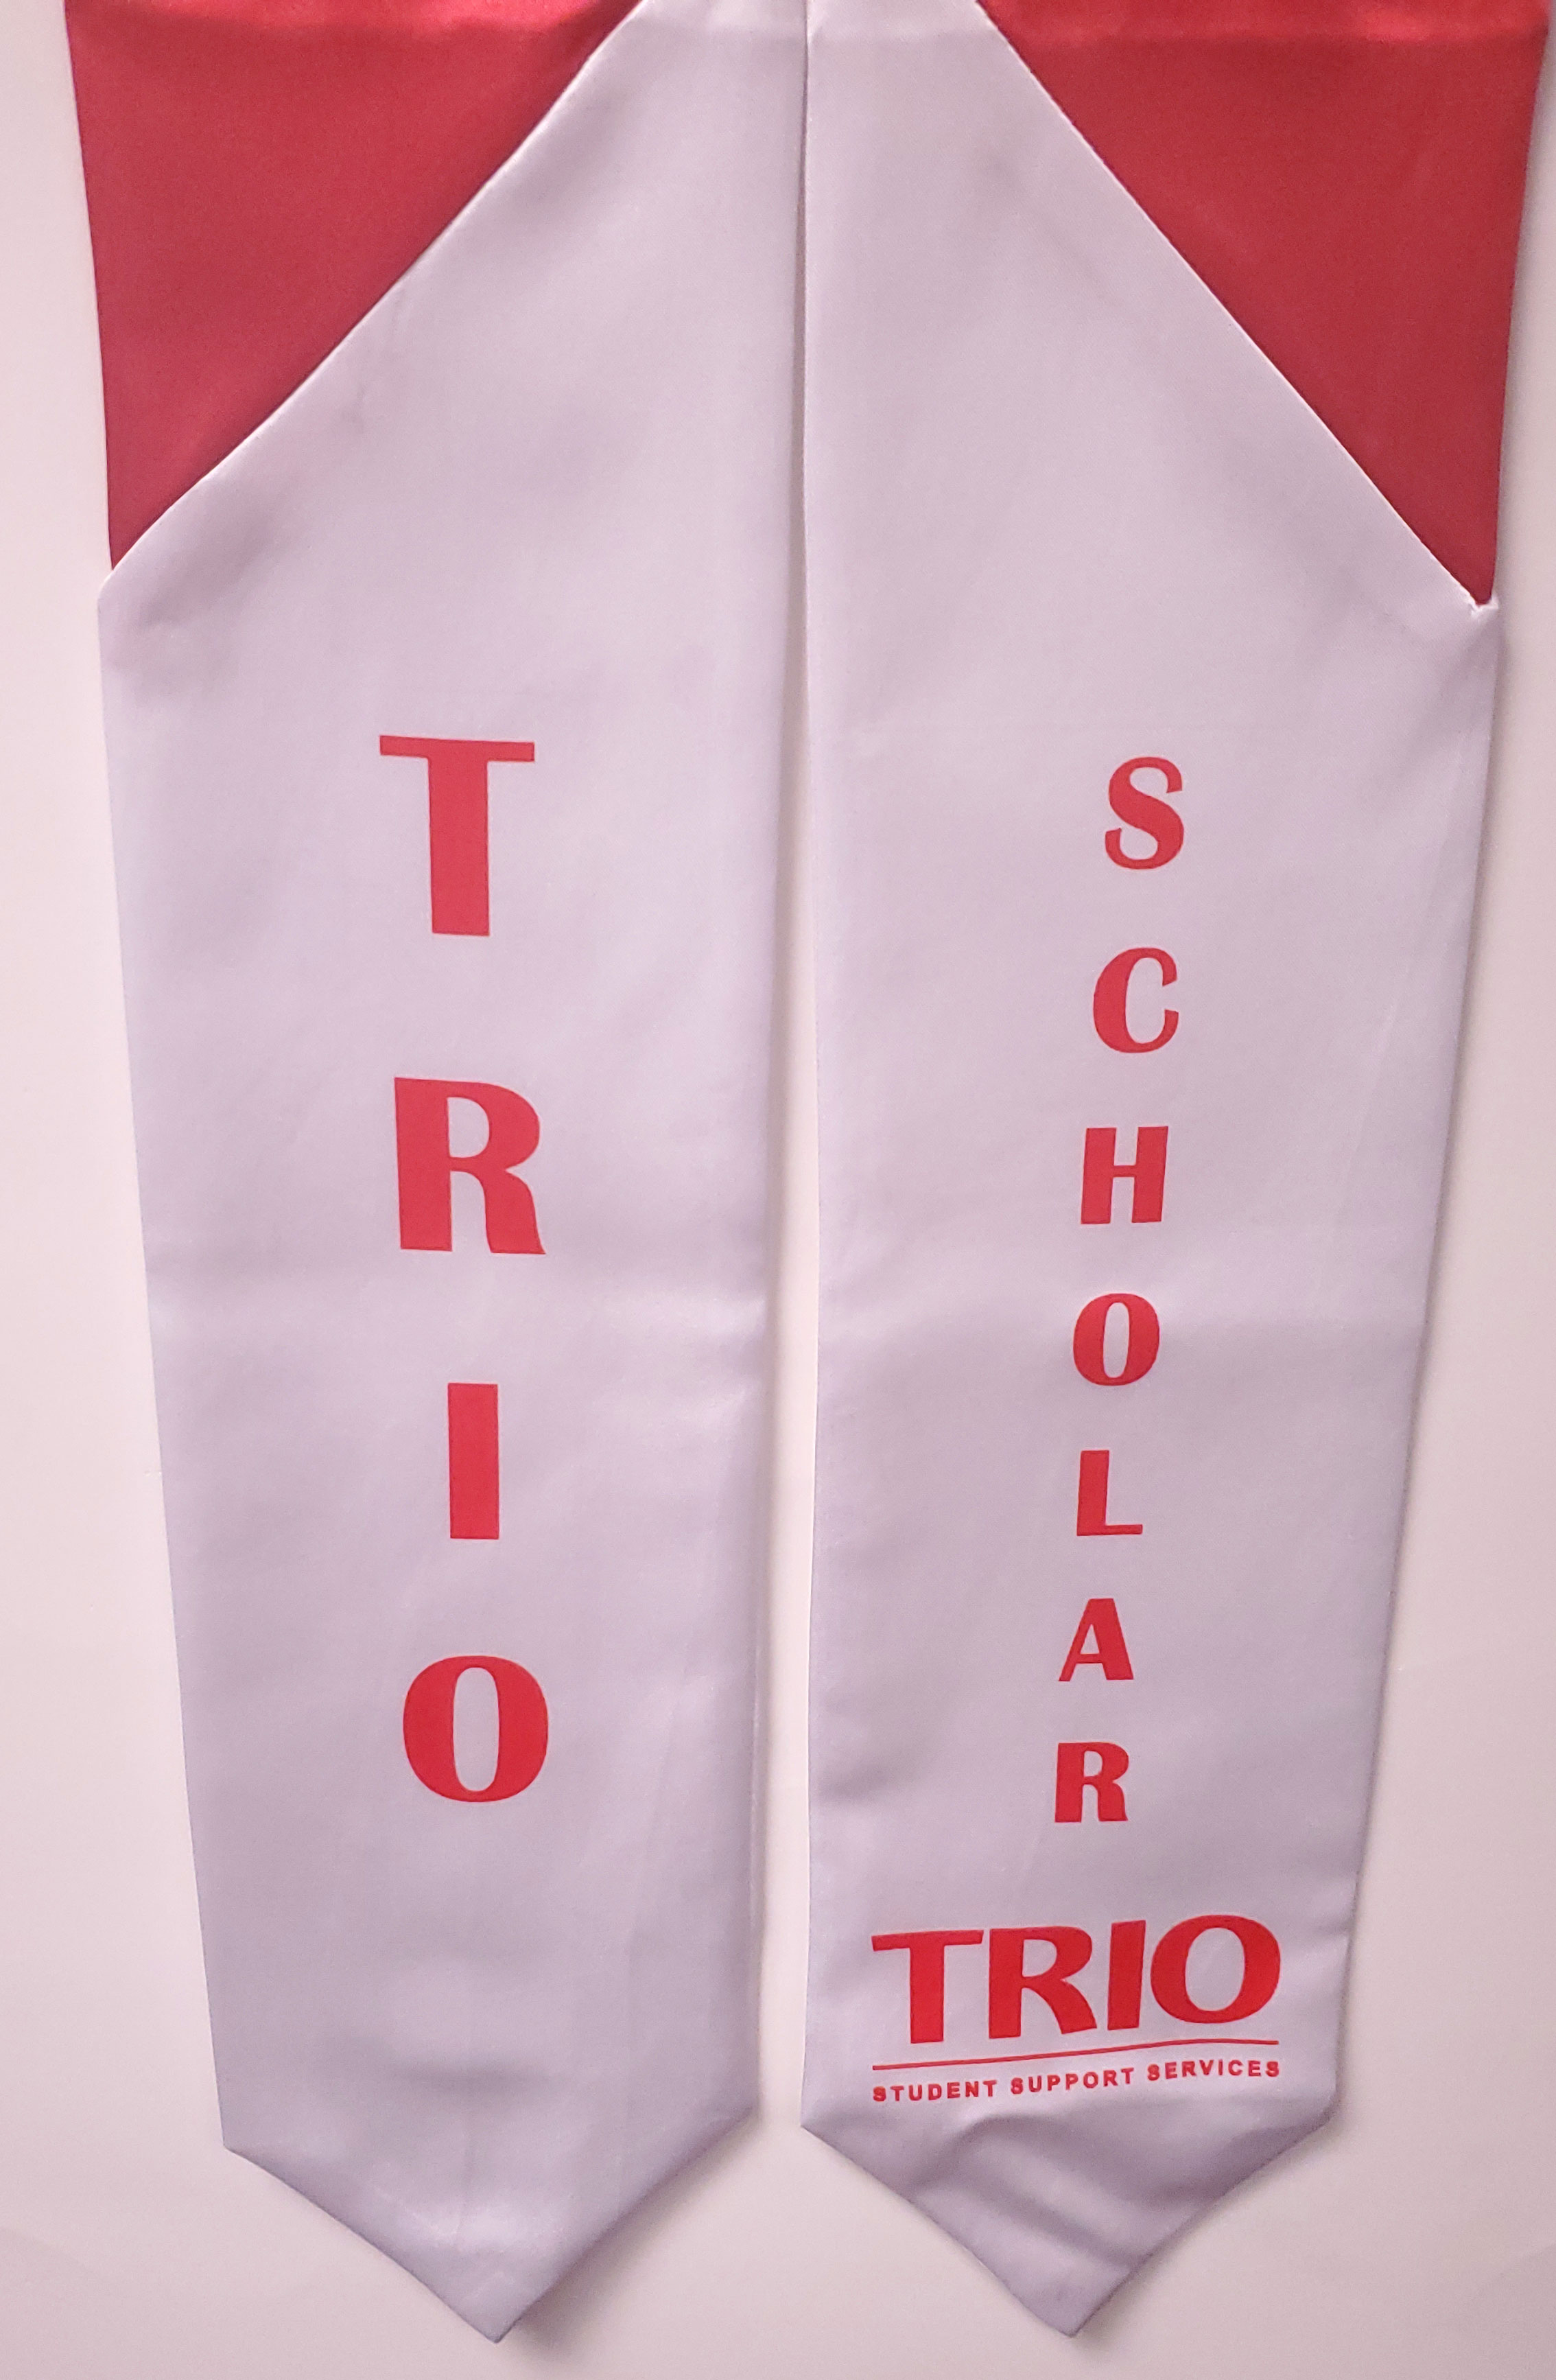 TRIO
SCHOLAR
TRIO
STUDENT SUPPORT SERVICES